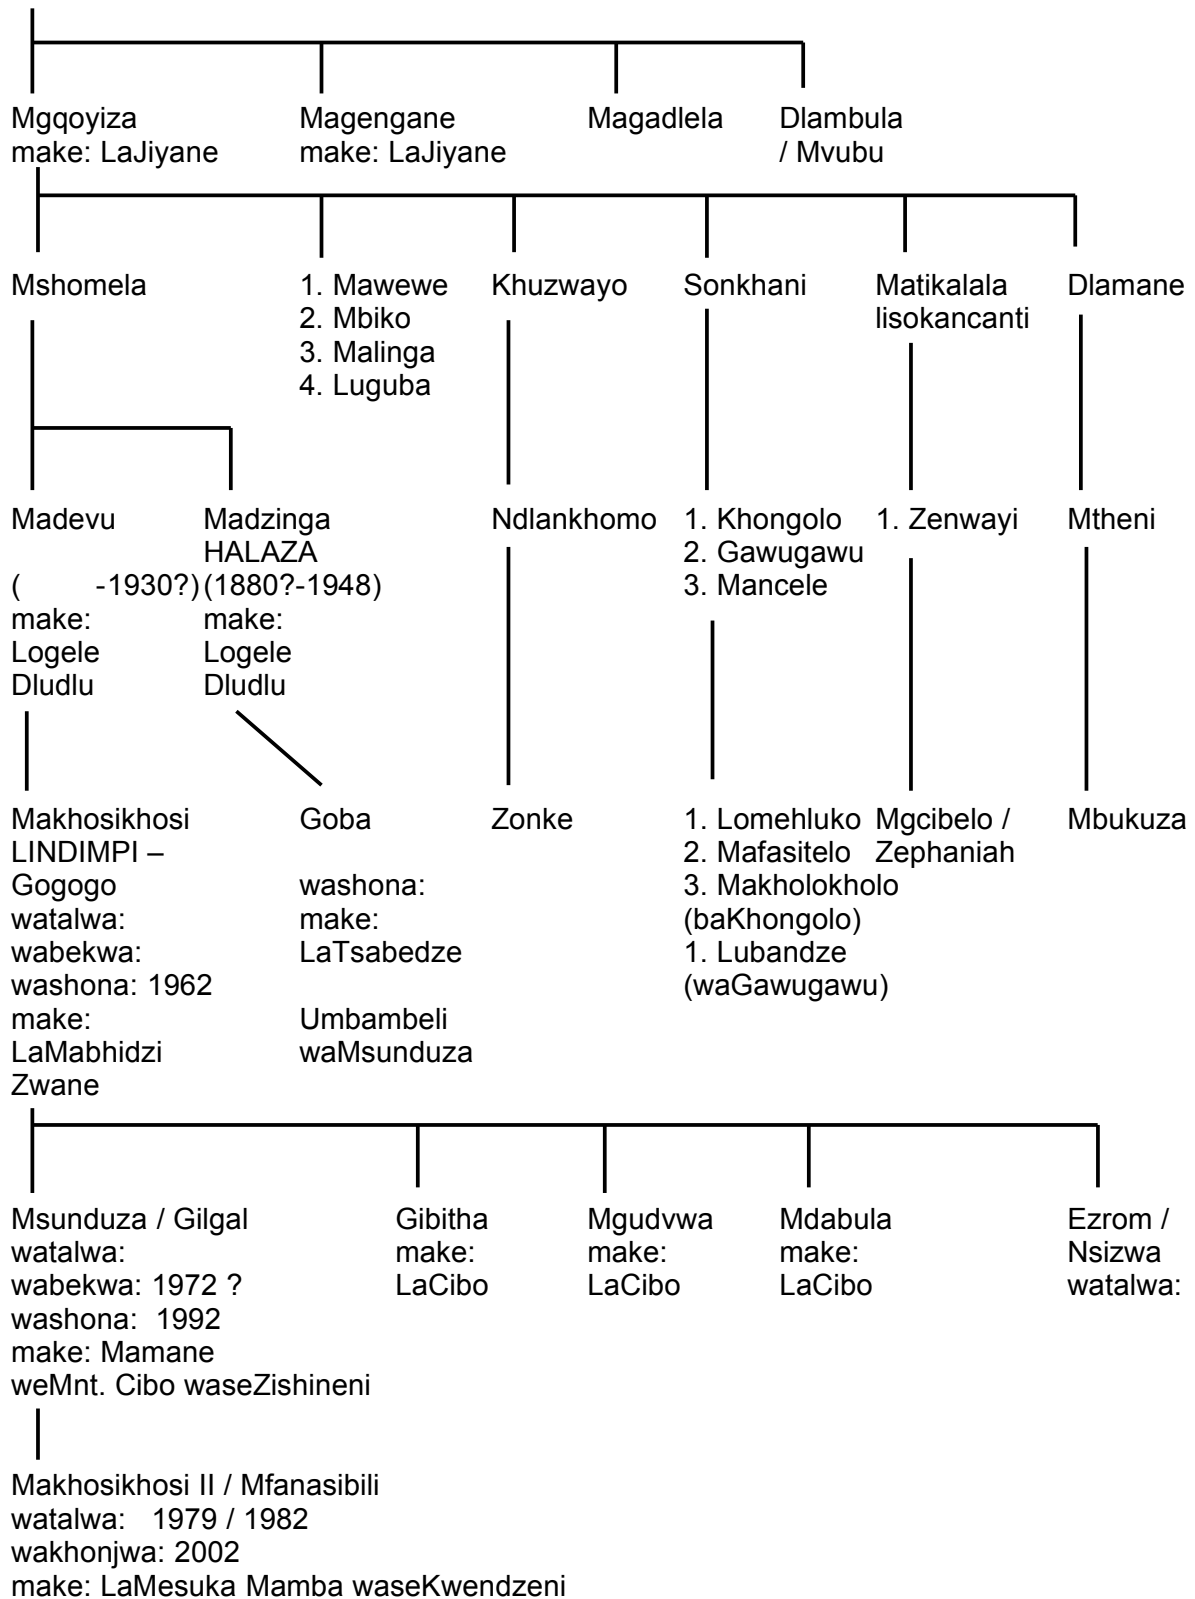 Mgqoyiza Magengane Magadlela Dlambula
make: LaJiyane make: LaJiyane / Mvubu
Mshomela 1. Mawewe Khuzwayo Sonkhani Matikalala Dlamane
2. Mbiko lisokancanti
3. Malinga
4. Luguba
Madevu Madzinga Ndlankhomo 1. Khongolo 1. Zenwayi Mtheni
HALAZA 2. Gawugawu
( -1930?) (1880?-1948) 3. Mancele
make: make:
Logele Logele
Dludlu Dludlu
Makhosikhosi Goba Zonke 1. Lomehluko Mgcibelo / Mbukuza
LINDIMPI – 2. Mafasitelo Zephaniah
Gogogo washona: 3. Makholokholo
watalwa: make: (baKhongolo)
wabekwa: LaTsabedze 1. Lubandze
washona: 1962 (waGawugawu)
make: Umbambeli
LaMabhidzi waMsunduza
Zwane
Msunduza / Gilgal Gibitha Mgudvwa Mdabula Ezrom /
watalwa: make: make: make: Nsizwa
wabekwa: 1972 ? LaCibo LaCibo LaCibo watalwa:
washona: 1992
make: Mamane
weMnt. Cibo waseZishineni
Makhosikhosi II / Mfanasibili
watalwa: 1979 / 1982
wakhonjwa: 2002
make: LaMesuka Mamba waseKwendzeni